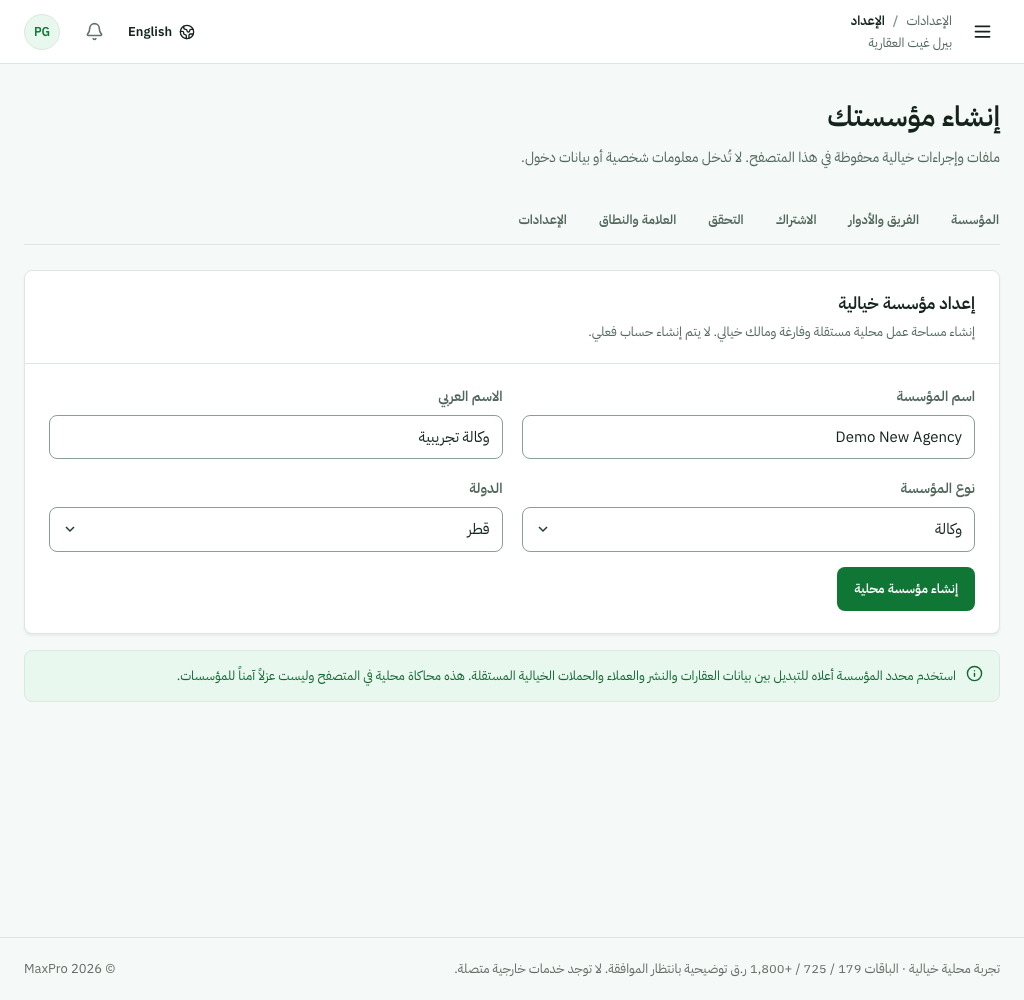 الإعدادات / الإعداد
بيرل غيت العقارية
English
PG
إنشاء مؤسستك
ملفات وإجراءات خيالية محفوظة في هذا المتصفح. لا تُدخل معلومات شخصية أو بيانات دخول.
المؤسسة
الفريق والأدوار
الاشتراك
التحقق
العلامة والنطاق
الإعدادات
إعداد مؤسسة خيالية
إنشاء مساحة عمل محلية مستقلة وفارغة ومالك خيالي. لا يتم إنشاء حساب فعلي.
اسم المؤسسة
الاسم العربي
Demo New Agency
وكالة تجريبية
نوع المؤسسة
الدولة
وكالة
قطر
إنشاء مؤسسة محلية
استخدم محدد المؤسسة أعلاه للتبديل بين بيانات العقارات والنشر والعملاء والحملات الخيالية المستقلة. هذه محاكاة محلية في المتصفح وليست عزلاً آمناً للمؤسسات.
تجربة محلية خيالية · الباقات 179 / 725 / +1,800 ر.ق توضيحية بانتظار الموافقة. لا توجد خدمات خارجية متصلة.
© 2026 MaxPro